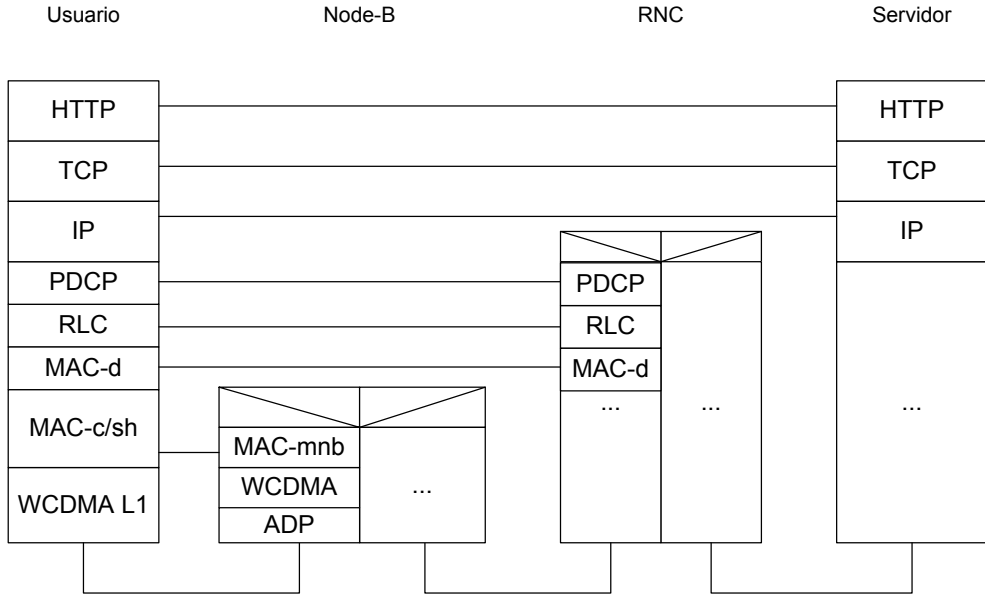 Usuario
Node-B
RNC
Servidor
HTTP
HTTP
TCP
TCP
IP
IP
PDCP
PDCP
RLC
RLC
MAC-d
MAC-d
...
...
...
MAC-c/sh
MAC-mnb
WCDMA
...
WCDMA L1
ADP